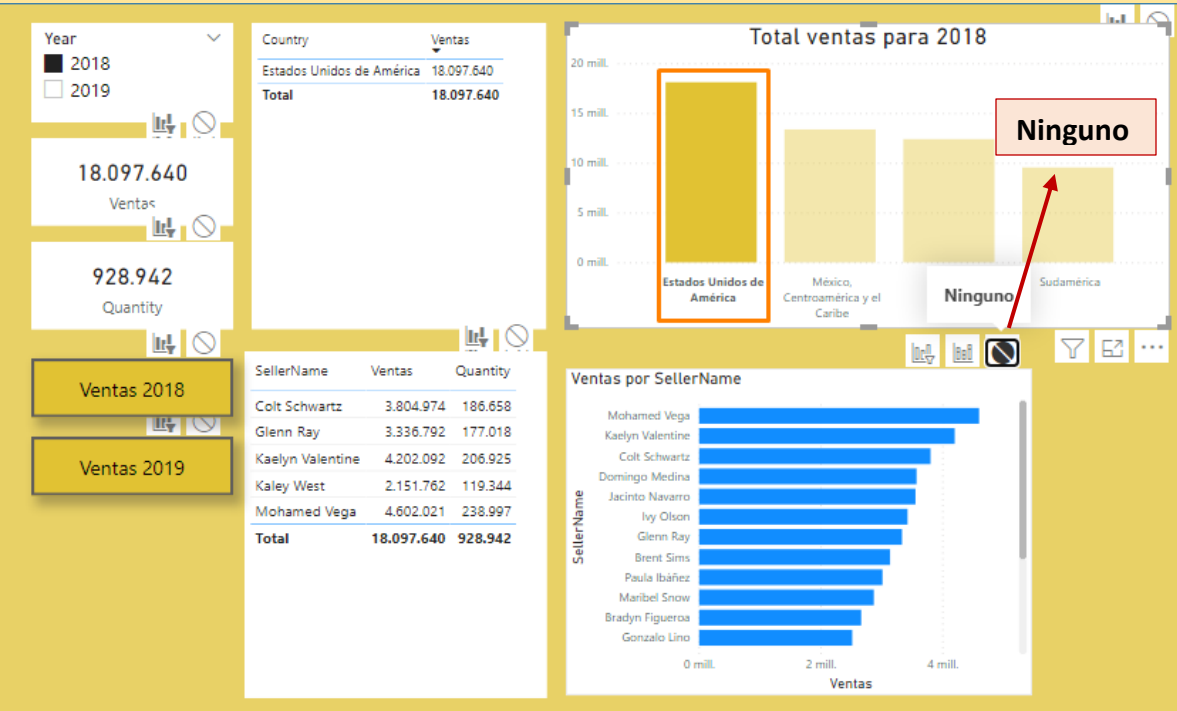 Year
2018
2019
18.097.640
Ventas
928.942
Quantity
Ventas 2018
Ventas 2019
Country Ventas
Estados Unidos de América 18.097.640
Total 18.097.640
SellerName Ventas Quantity
Colt Schwartz 3.804.974 186.658
Glenn Ray 3.336.792 177.018
Kaelyn Valentine 4.202.092 206.925
Kaley West 2.151.762 119.344
Mohamed Vega 4.602.021 238.997
Total 18.097.640 928.942
Total ventas para 2018
20 mill.
15 mill.
10 mill.
5 mill.
0 mill.
Estados Unidos de
América
México,
Centroamérica y el
Caribe
Sudamérica
Ninguno
Ninguno
Ventas por SellerName
SellerName
Mohamed Vega
Kaelyn Valentine
Colt Schwartz
Domingo Medina
Jacinto Navarro
Ivy Olson
Glenn Ray
Brent Sims
Paula Ibáñez
Maribel Snow
Bradyn Figueroa
Gonzalo Lino
0 mill. 2 mill. 4 mill.
Ventas